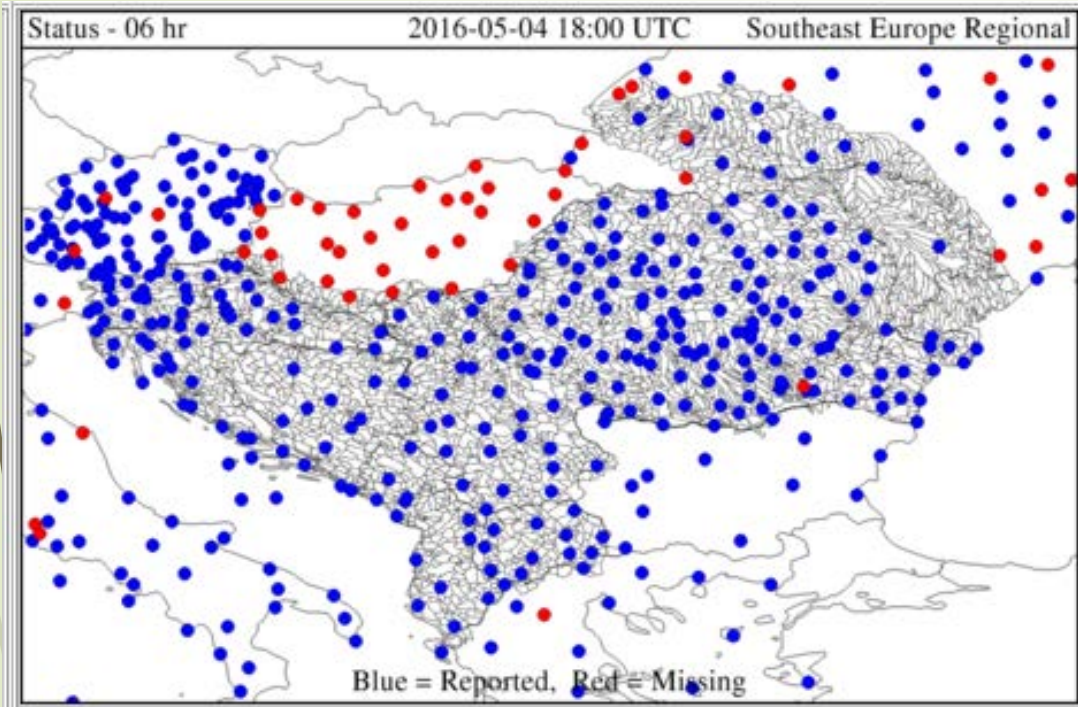 Status - 06 hr 2016-05-04 18:00 UTC Southeast Europe Regional
Blue = Reported, Red = Missing